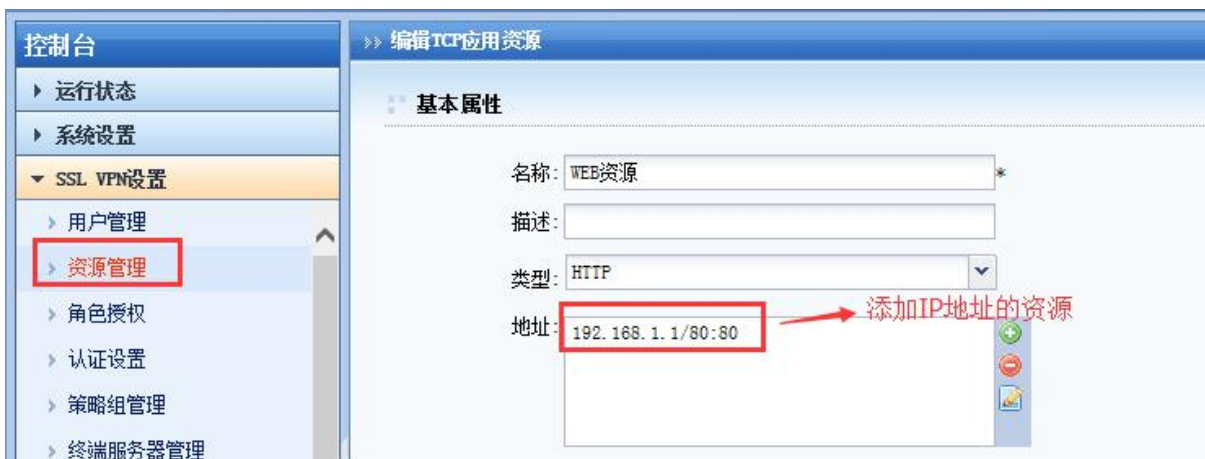 控制台
运行状态
系统设置
SSL VPN设置
用户管理
资源管理
角色授权
认证设置
策略组管理
终端服务器管理
编辑TCP应用资源
基本属性
名称: WEB资源 *
描述:
类型: HTTP
地址: 192.168.1.1/80:80
添加IP地址的资源